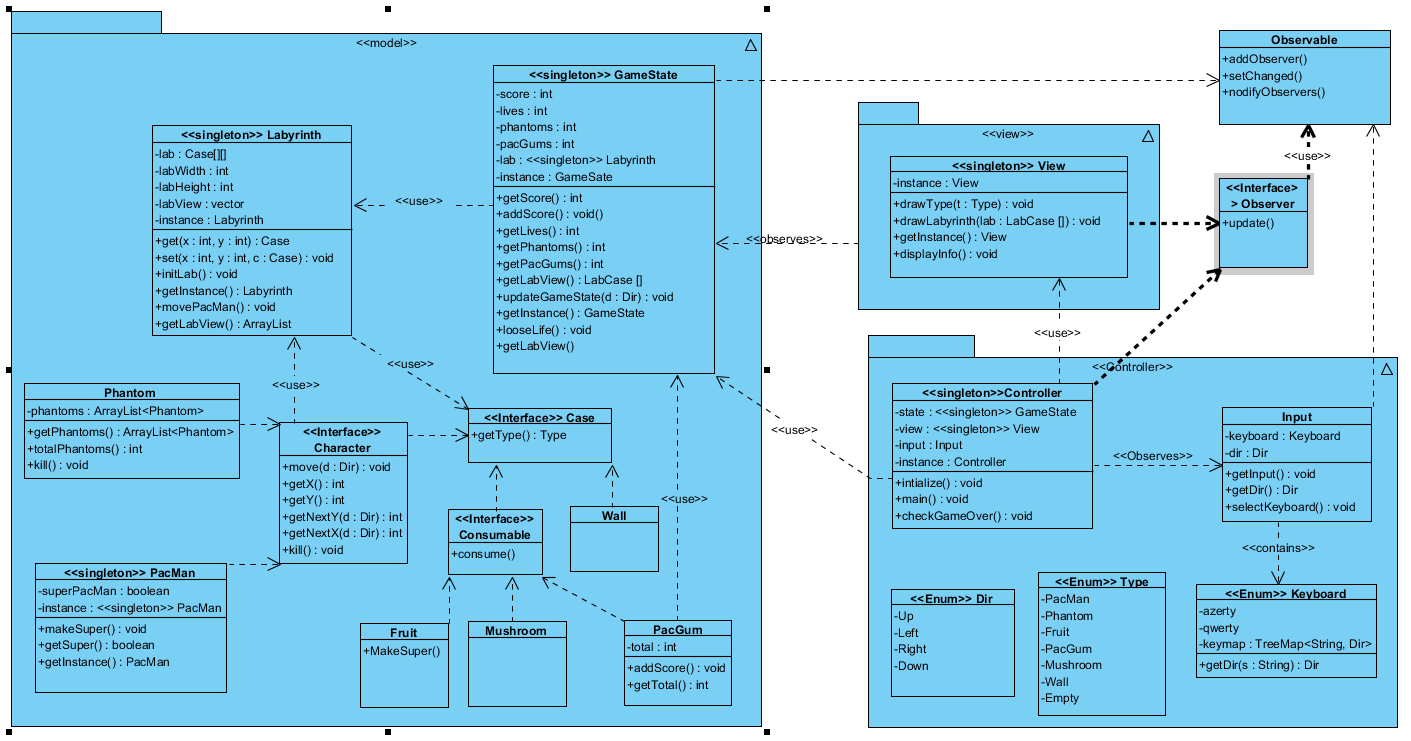 <<model>>
<<singleton>> GameState
-score : int
-lives : int
-phantoms : int
-pacGums : int
-lab : <<singleton>> Labyrinth
-instance : GameSate
+getScore() : int
+addScore() : void()
+getLives() : int
+getPhantoms() : int
+getPacGums() : int
+getLabView() : LabCase []
+updateGameState(d : Dir) : void
+getInstance() : GameState
+looseLife() : void
+getLabView()
<<singleton>> Labyrinth
-lab : Case[][]
-labWidth : int
-labHeight : int
-labView : vector
-instance : Labyrinth
+get(x : int, y : int) : Case
+set(x : int, y : int, c : Case) : void
+initLab() : void
+getInstance() : Labyrinth
+movePacMan() : void
+getLabView() : ArrayList
<<use>>
<<use>>
<<use>>
Phantom
-phantoms : ArrayList<Phantom>
+getPhantoms() : ArrayList<Phantom>
+totalPhantoms() : int
+kill() : void
<<Interface>>
Character
+move(d : Dir) : void
+getX() : int
+getY() : int
+getNextY(d : Dir) : int
+getNextX(d : Dir) : int
+kill() : void
<<Interface>> Case
+getType() : Type
<<Interface>>
Consumable
+consume()
Wall
<<use>>
<<singleton>> PacMan
-superPacMan : boolean
-instance : <<singleton>> PacMan
+makeSuper() : void
+getSuper() : boolean
+getInstance() : PacMan
Fruit
+MakeSuper()
Mushroom
PacGum
-total : int
+addScore() : void
+getTotal() : int
<<view>>
<<singleton>> View
-instance : View
+drawType(t : Type) : void
+drawLabyrinth(lab : LabCase []) : void
+getInstance() : View
+displayInfo() : void
<<observes>>
Observable
+addObserver()
+setChanged()
+nodifyObservers()
<<use>>
<<Interface>
> Observer
+update()
<<use>>
<<use>>
<<Controller>>
<<singleton>>Controller
-state : <<singleton>> GameState
-view : <<singleton>> View
-input : Input
-instance : Controller
+intialize() : void
+main() : void
+checkGameOver() : void
<<Observes>>
Input
-keyboard : Keyboard
-dir : Dir
+getInput() : void
+getDir() : Dir
+selectKeyboard() : void
<<contains>>
<<Enum>> Dir
-Up
-Left
-Right
-Down
<<Enum>> Type
-PacMan
-Phantom
-Fruit
-PacGum
-Mushroom
-Wall
-Empty
<<Enum>> Keyboard
-azerty
-qwerty
-keymap : TreeMap<String, Dir>
+getDir(s : String) : Dir